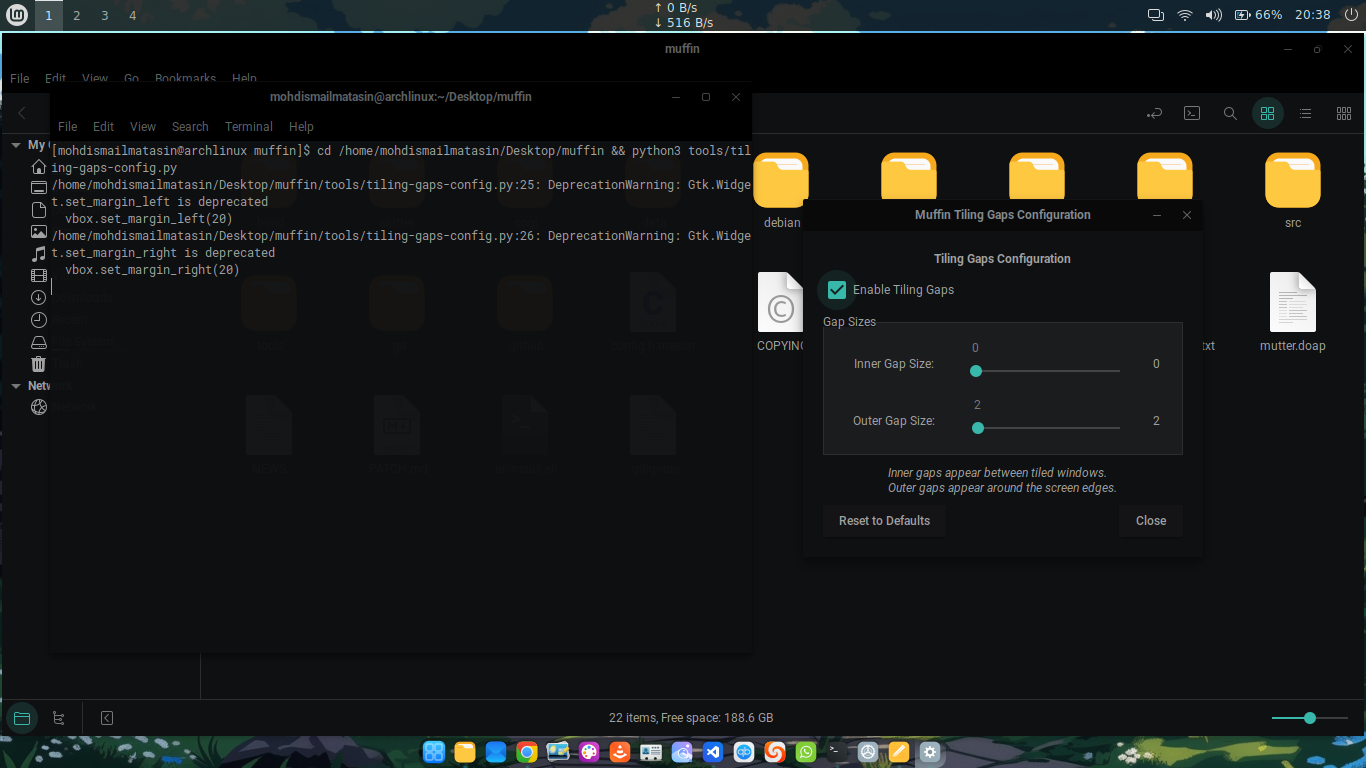 1 2 3 4
↑ 0 B/s
↓ 516 B/s
66% 20:38
muffin
File Edit View Go Bookmarks Help
mohdismailmatasin@archlinux:~/Desktop/muffin
File Edit View Search Terminal Help
My
[mohdismailmatasin@archlinux muffin]$ cd /home/mohdismailmatasin/Desktop/muffin && python3 tools/til
ing-gaps-config.py
/home/mohdismailmatasin/Desktop/muffin/tools/tiling-gaps-config.py:25: DeprecationWarning: Gtk.Widge
t.set_margin_left is deprecated
vbox.set_margin_left(20)
/home/mohdismailmatasin/Desktop/muffin/tools/tiling-gaps-config.py:26: DeprecationWarning: Gtk.Widge
t.set_margin_right is deprecated
vbox.set_margin_right(20)
Netw
debian
src
COPYING
txt
mutter.doap
Muffin Tiling Gaps Configuration
Tiling Gaps Configuration
Enable Tiling Gaps
Gap Sizes
0
Inner Gap Size: 0
2
Outer Gap Size: 2
Inner gaps appear between tiled windows.
Outer gaps appear around the screen edges.
Reset to Defaults Close
22 items, Free space: 188.6 GB